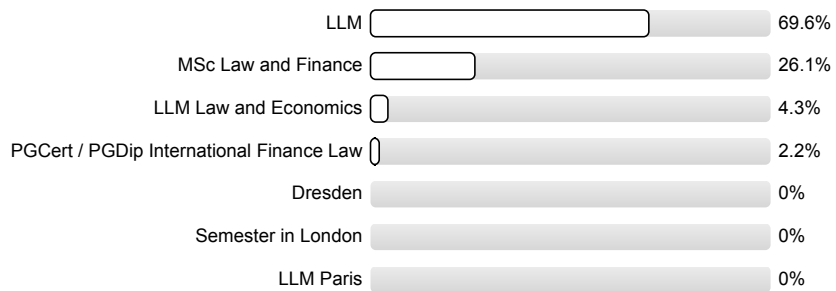 LLM 69.6%
MSc Law and Finance 26.1%
LLM Law and Economics 4.3%
PGCert / PGDip International Finance Law 2.2%
Dresden 0%
Semester in London 0%
LLM Paris 0%